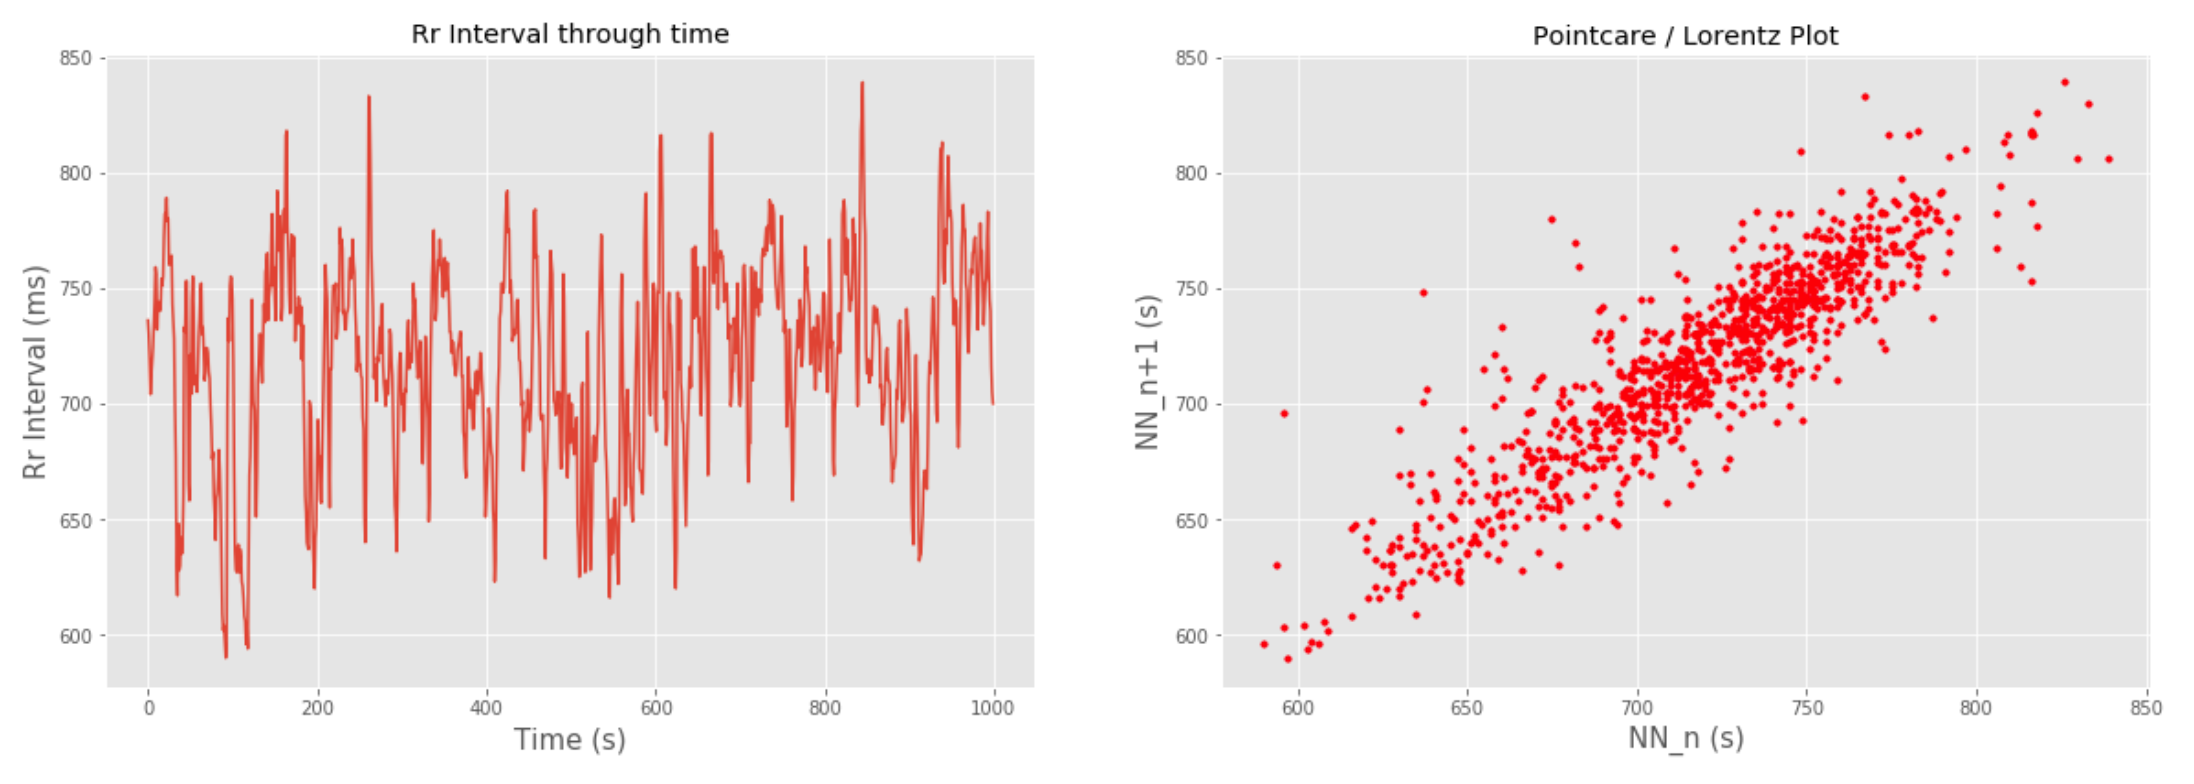 Rr Interval through time
850
800
750
700
650
600
Rr Interval (ms)
0 200 400 600 800 1000
Time (s)
Pointcare / Lorentz Plot
850
800
750
700
650
600
NN_n+1 (s)
600 650 700 750 800 850
NN_n (s)